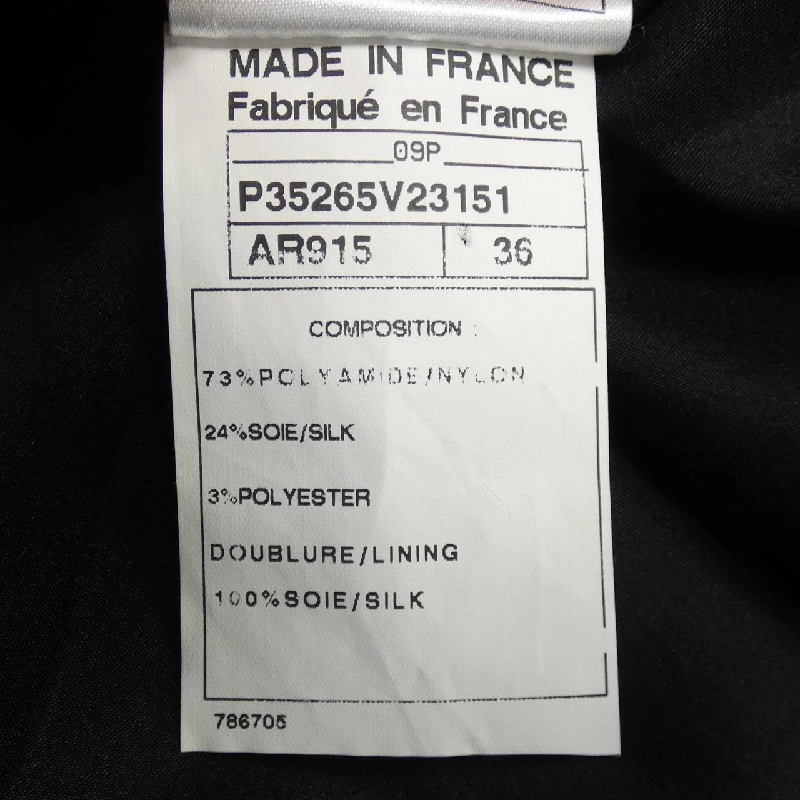 MADE IN FRANCE
Fabriqué en France
09P
P35265V23151
AR915 36
COMPOSITION :
73%POLYAMIDE/NYLON
24%SOIE/SILK
3%POLYESTER
DOUBLURE/LINING
100%SOIE/SILK
786705